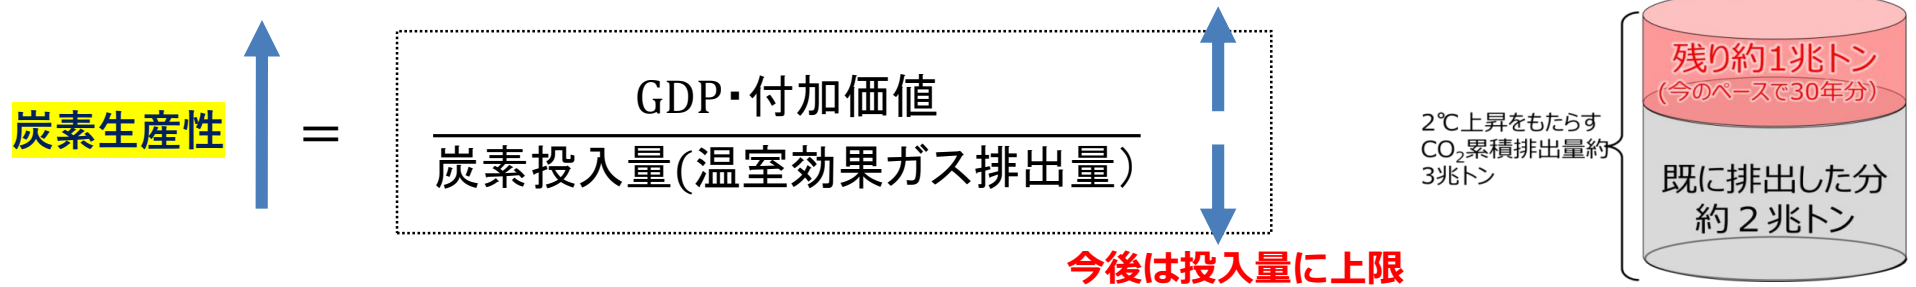 炭素生産性
=
GDP・付加価値
炭素投入量(温室効果ガス排出量)
今後は投入量に上限
2℃上昇をもたらす
CO₂累積排出量約
3兆トン
残り約1兆トン
(今のペースで30年分)
既に排出した分
約2兆トン